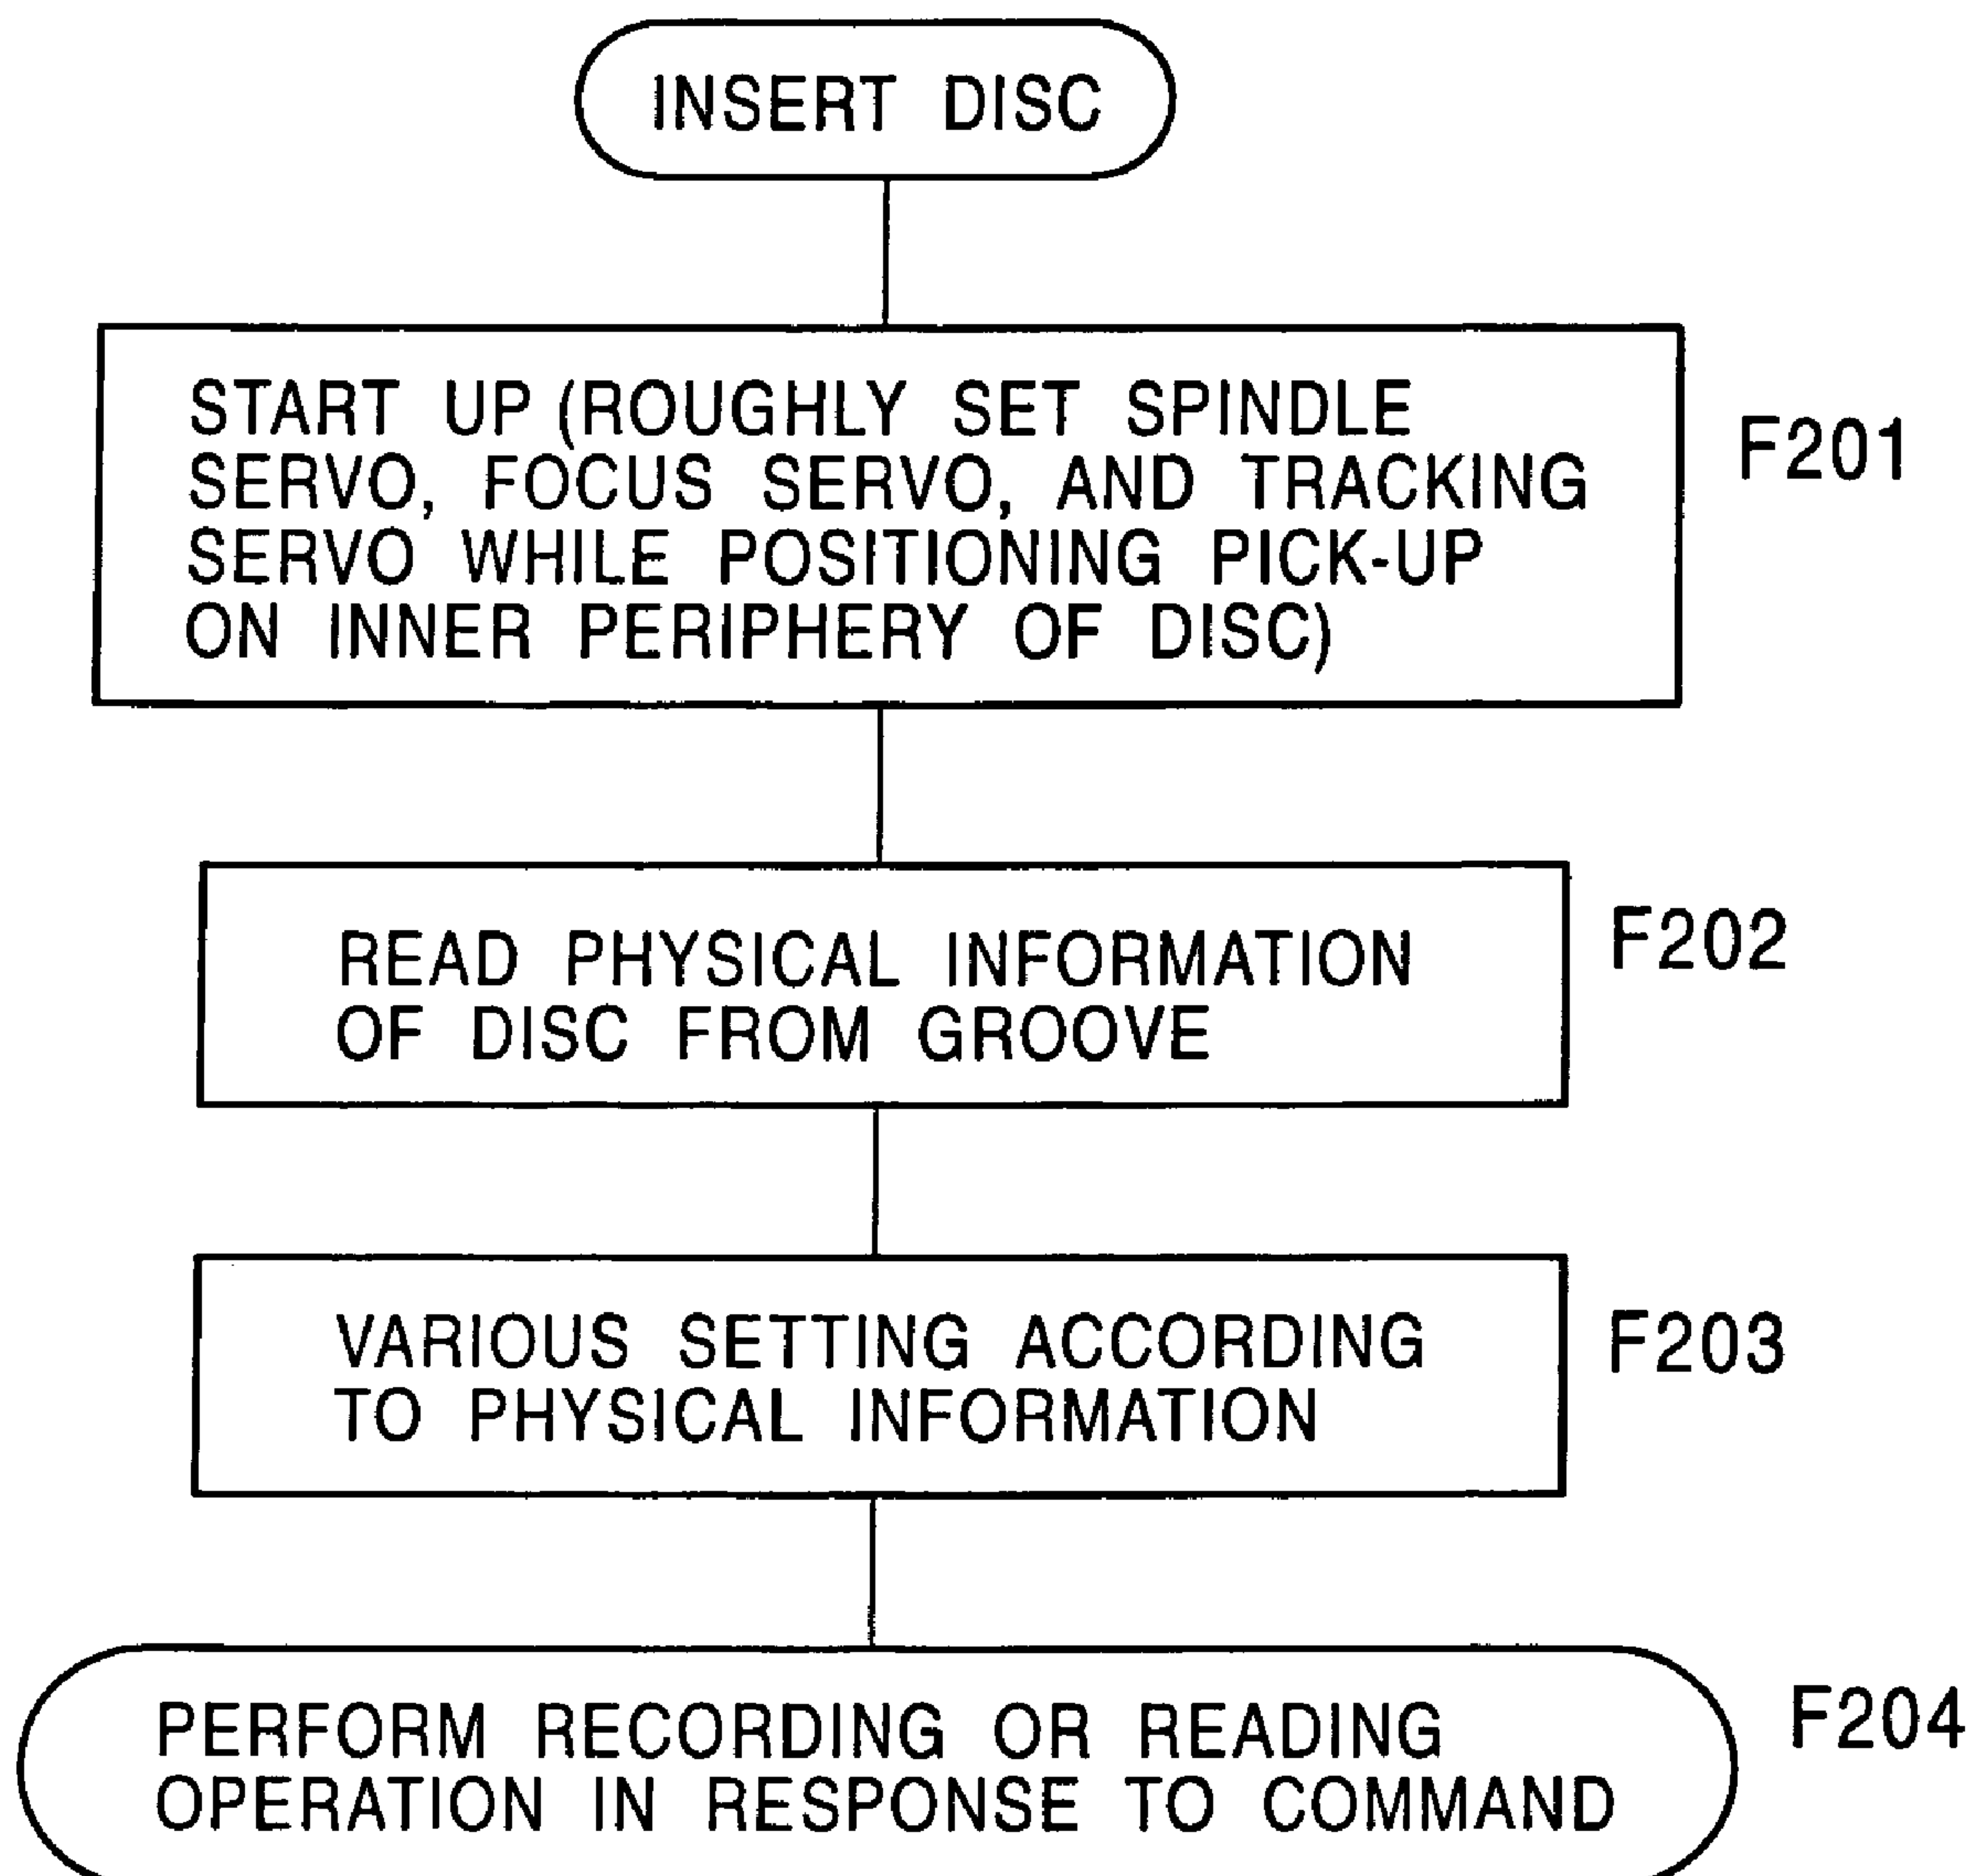 INSERT DISC
START UP (ROUGHLY SET SPINDLE
SERVO, FOCUS SERVO, AND TRACKING
SERVO WHILE POSITIONING PICK-UP
ON INNER PERIPHERY OF DISC)
F201
READ PHYSICAL INFORMATION
OF DISC FROM GROOVE
F202
VARIOUS SETTING ACCORDING
TO PHYSICAL INFORMATION
F203
PERFORM RECORDING OR READING
OPERATION IN RESPONSE TO COMMAND
F204